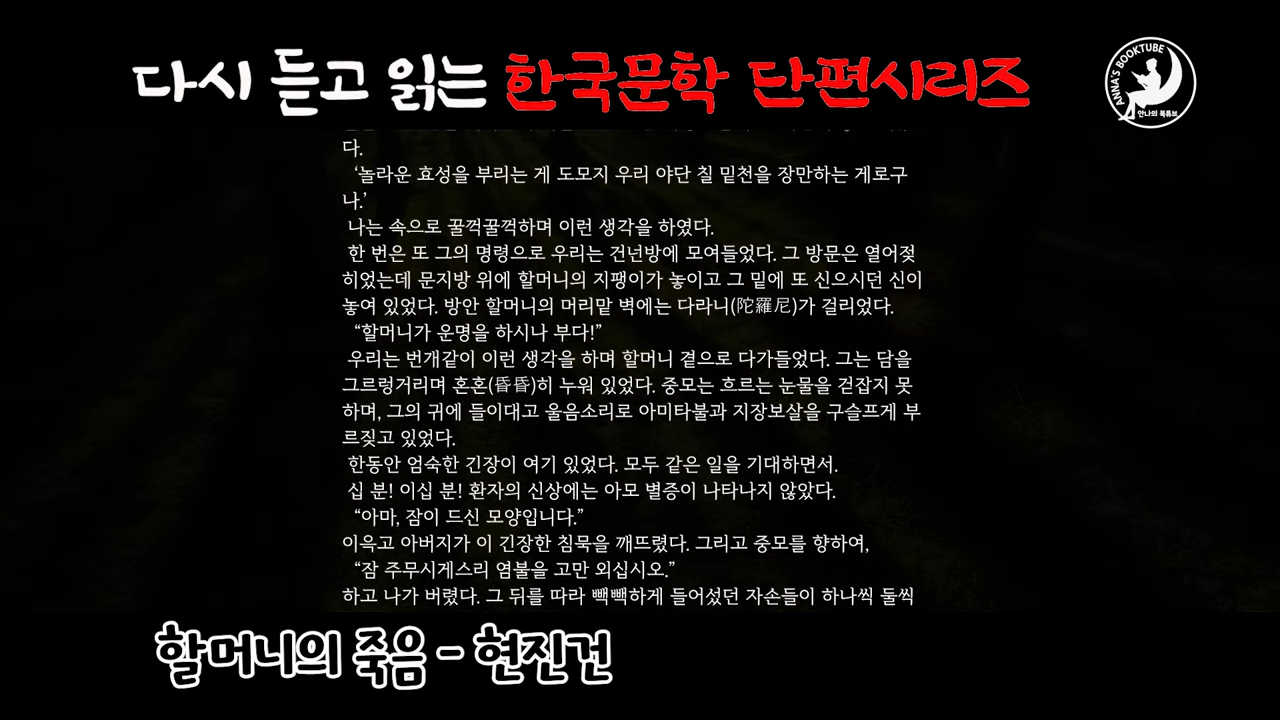 다시 듣고 읽는 한국문학 단편시리즈
ANNA'S BOOKTUBE
안나의 북튜브
다.
‘놀라운 효성을 부리는 게 도모지 우리 야단 칠 밑천을 장만하는 게로구
나.’
나는 속으로 꿀꺽꿀꺽하며 이런 생각을 하였다.
한 번은 또 그의 명령으로 우리는 건넌방에 모여들었다. 그 방문은 열어젖
히었는데 문지방 위에 할머니의 지팽이가 놓이고 그 밑에 또 신으시던 신이
놓여 있었다. 방안 할머니의 머리맡 벽에는 다라니(陀羅尼)가 걸리었다.
“할머니가 운명을 하시나 부다!”
우리는 번개같이 이런 생각을 하며 할머니 곁으로 다가들었다. 그는 담을
그르렁거리며 혼혼(昏昏)히 누워 있었다. 중모는 흐르는 눈물을 걷잡지 못
하며, 그의 귀에 들이대고 울음소리로 아미타불과 지장보살을 구슬프게 부
르짖고 있었다.
한동안 엄숙한 긴장이 여기 있었다. 모두 같은 일을 기대하면서.
십 분! 이십 분! 환자의 신상에는 아모 별증이 나타나지 않았다.
“아마, 잠이 드신 모양입니다.”
이윽고 아버지가 이 긴장한 침묵을 깨뜨렸다. 그리고 중모를 향하여,
“잠 주무시게스리 염불을 고만 외십시오.”
하고 나가 버렸다. 그 뒤를 따라 빽빽하게 들어섰던 자손들이 하나씩 둘씩
할머니의 죽음 - 현진건